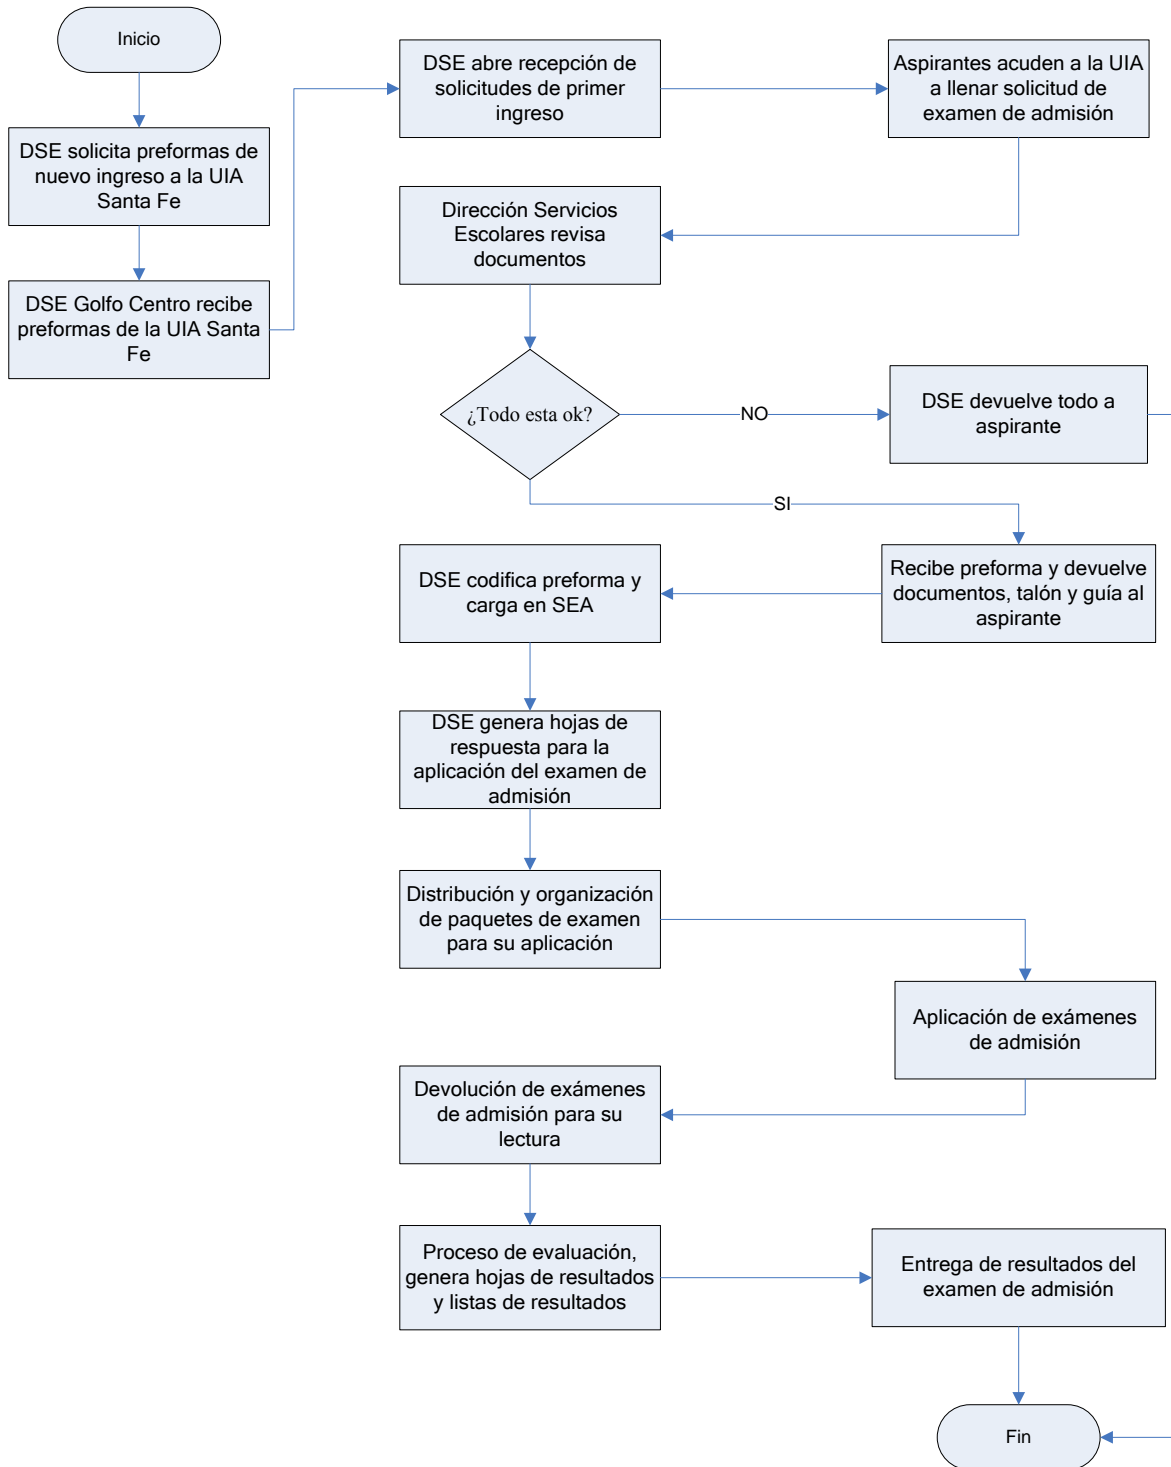 Inicio
DSE solicita preformas de
nuevo ingreso a la UIA
Santa Fe
DSE Golfo Centro recibe
preformas de la UIA Santa
Fe
DSE abre recepción de
solicitudes de primer
ingreso
Aspirantes acuden a la UIA
a llenar solicitud de
examen de admisión
Dirección Servicios
Escolares revisa
documentos
¿Todo esta ok?
NO
DSE devuelve todo a
aspirante
SI
Recibe preforma y devuelve
documentos, talón y guía al
aspirante
DSE codifica preforma y
carga en SEA
DSE genera hojas de
respuesta para la
aplicación del examen de
admisión
Distribución y organización
de paquetes de examen
para su aplicación
Aplicación de exámenes
de admisión
Devolución de exámenes
de admisión para su
lectura
Proceso de evaluación,
genera hojas de resultados
y listas de resultados
Entrega de resultados del
examen de admisión
Fin